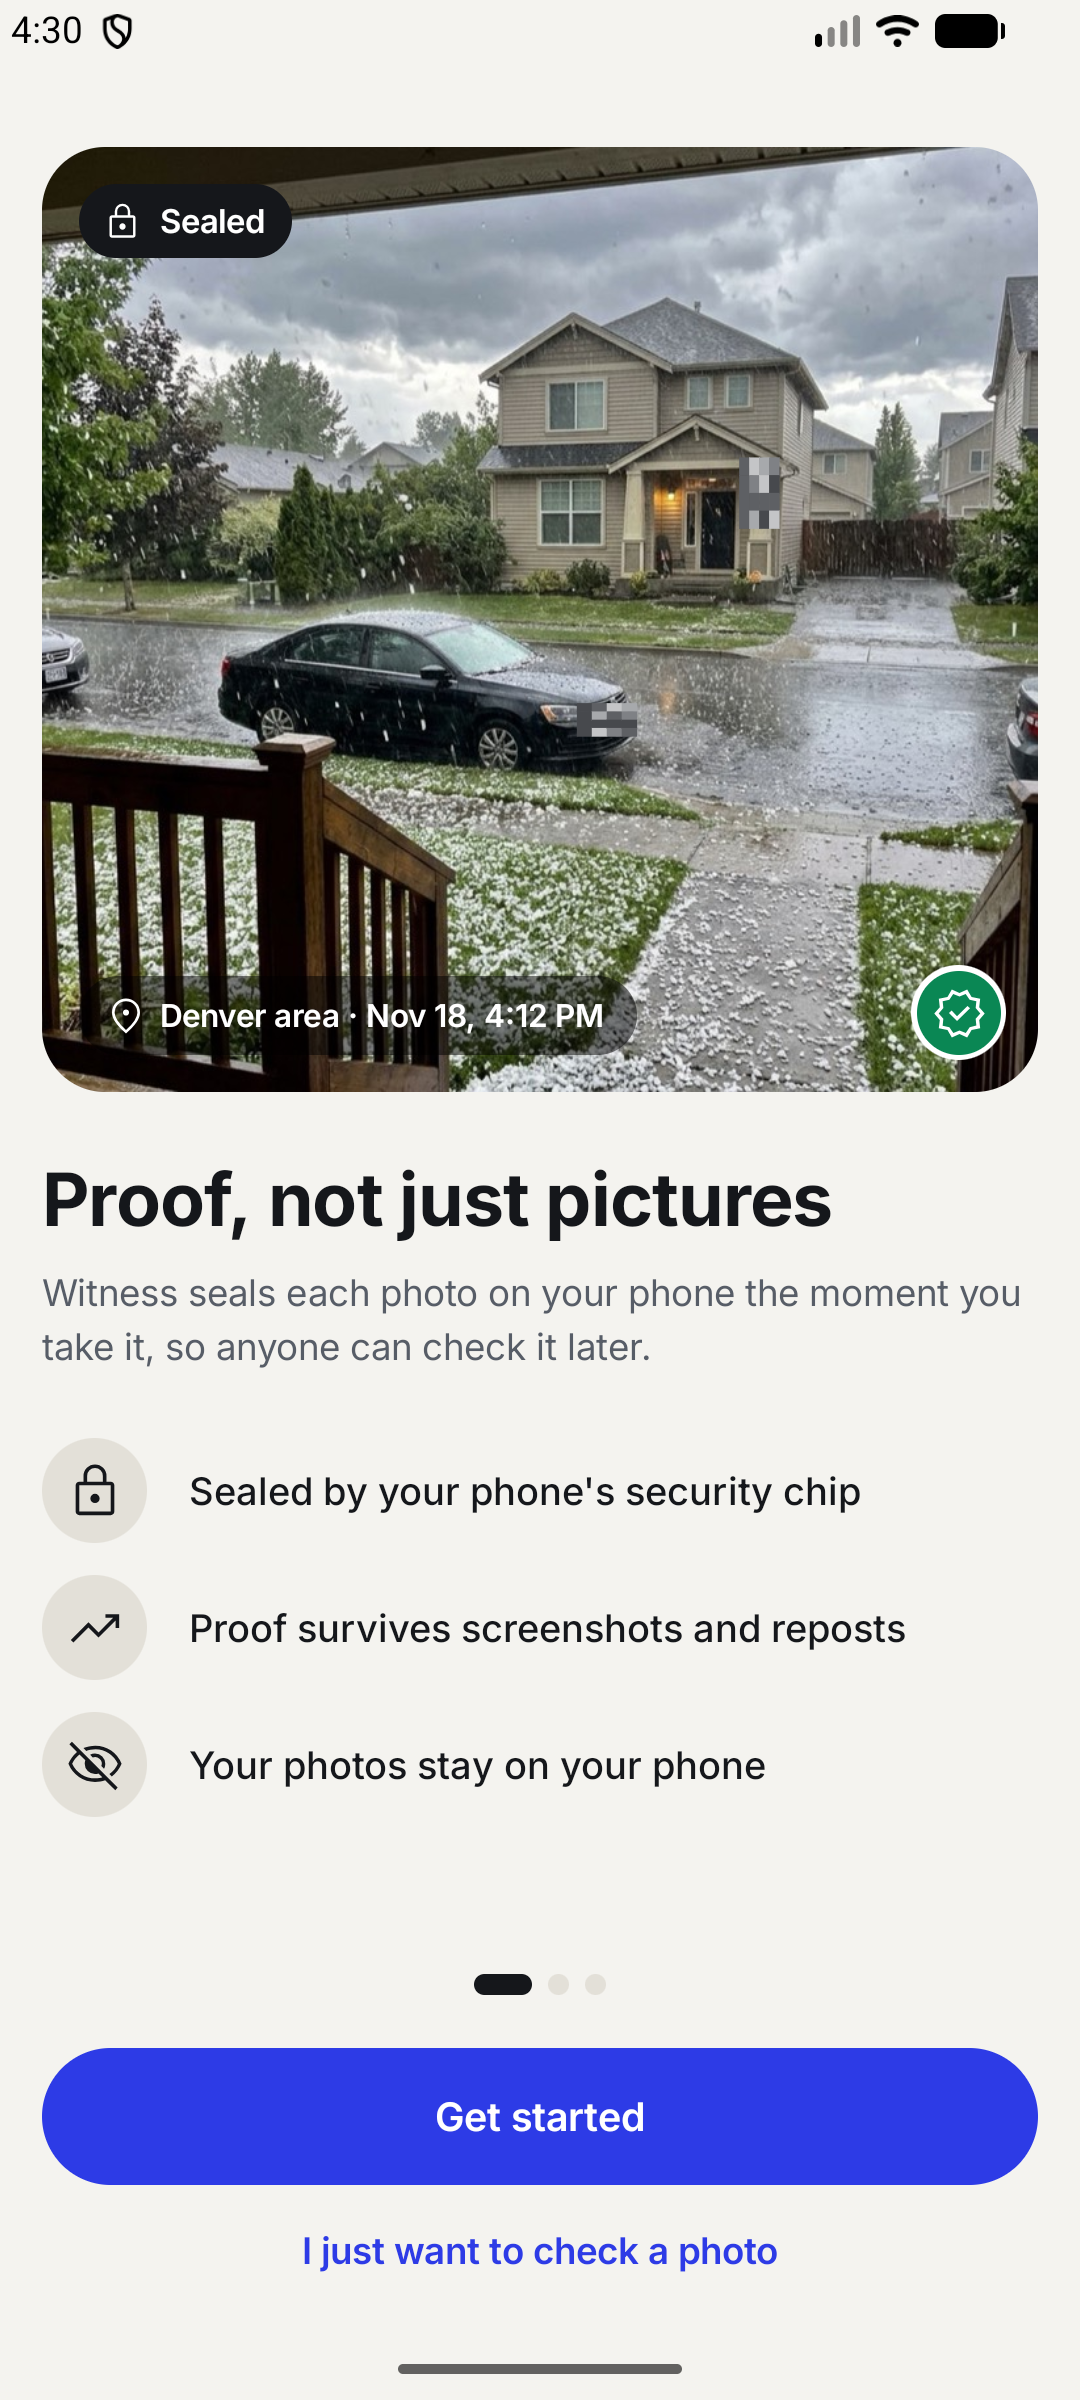 4:30
Sealed
Denver area · Nov 18, 4:12 PM
Proof, not just pictures
Witness seals each photo on your phone the moment you
take it, so anyone can check it later.
Sealed by your phone's security chip
Proof survives screenshots and reposts
Your photos stay on your phone
Get started
I just want to check a photo